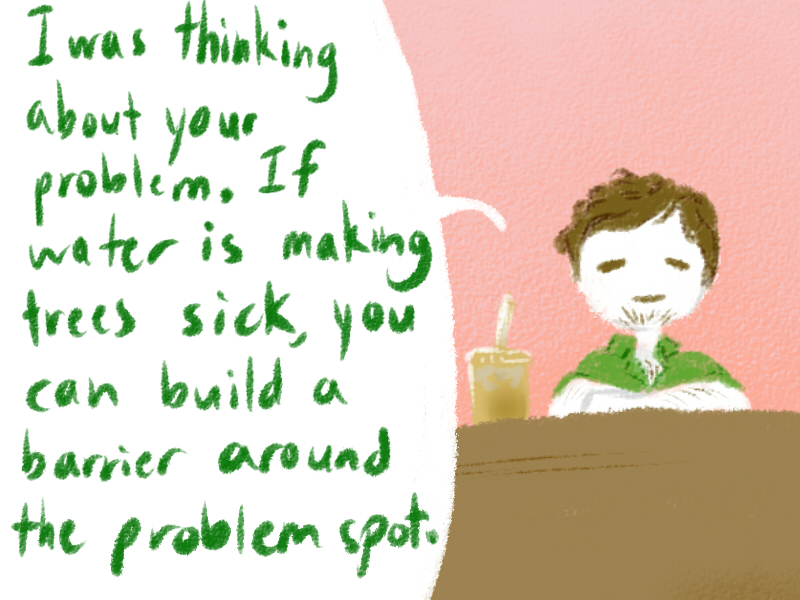 I was thinking
about your
problem. If
water is making
trees sick, you
can build a
barrier around
the problem spot.